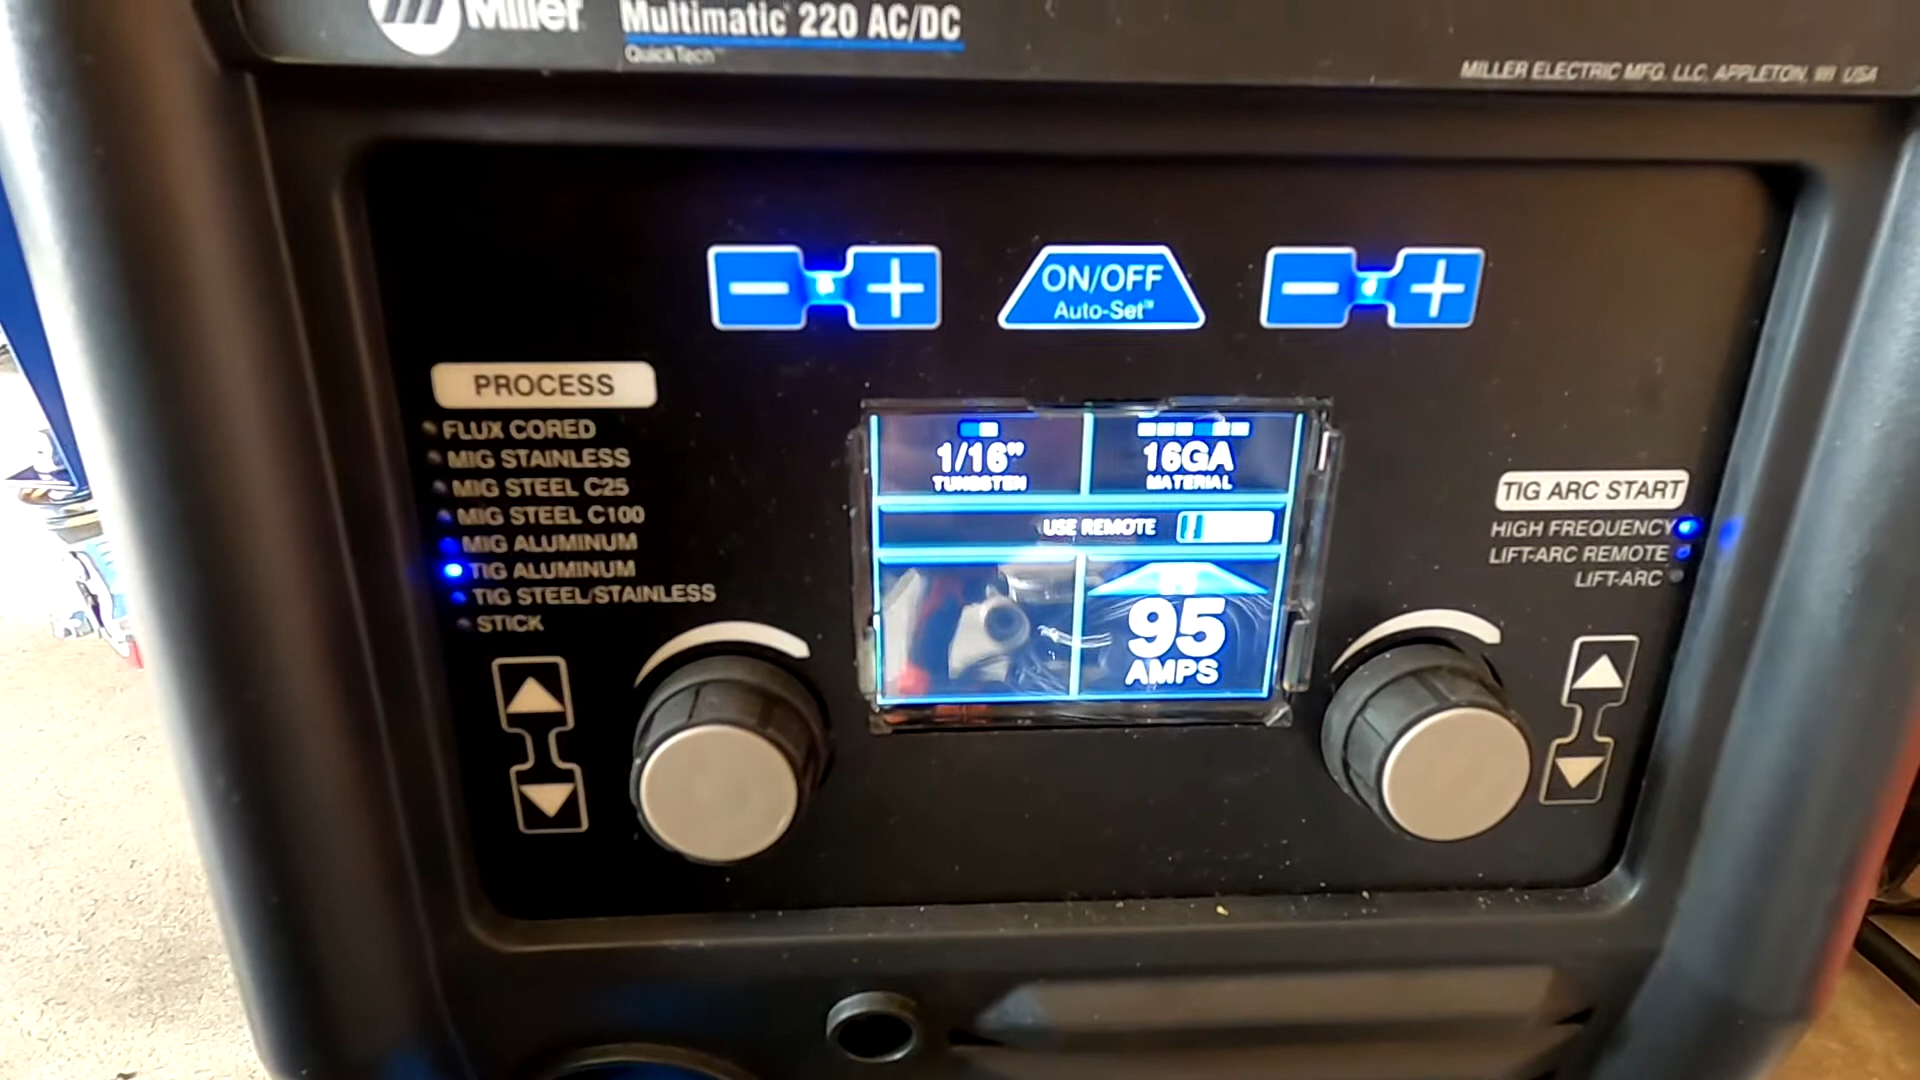 Miller
Multimatic 220 AC/DC
QuickTech™
MILLER ELECTRIC MFG. LLC, APPLETON, WI USA
ON/OFF
Auto-Set™
PROCESS
FLUX CORED
MIG STAINLESS
MIG STEEL C25
MIG STEEL C100
MIG ALUMINUM
TIG ALUMINUM
TIG STEEL/STAINLESS
STICK
1/16"
TUNGSTEN
16GA
MATERIAL
USE REMOTE
95
AMPS
TIG ARC START
HIGH FREQUENCY
LIFT-ARC REMOTE
LIFT-ARC